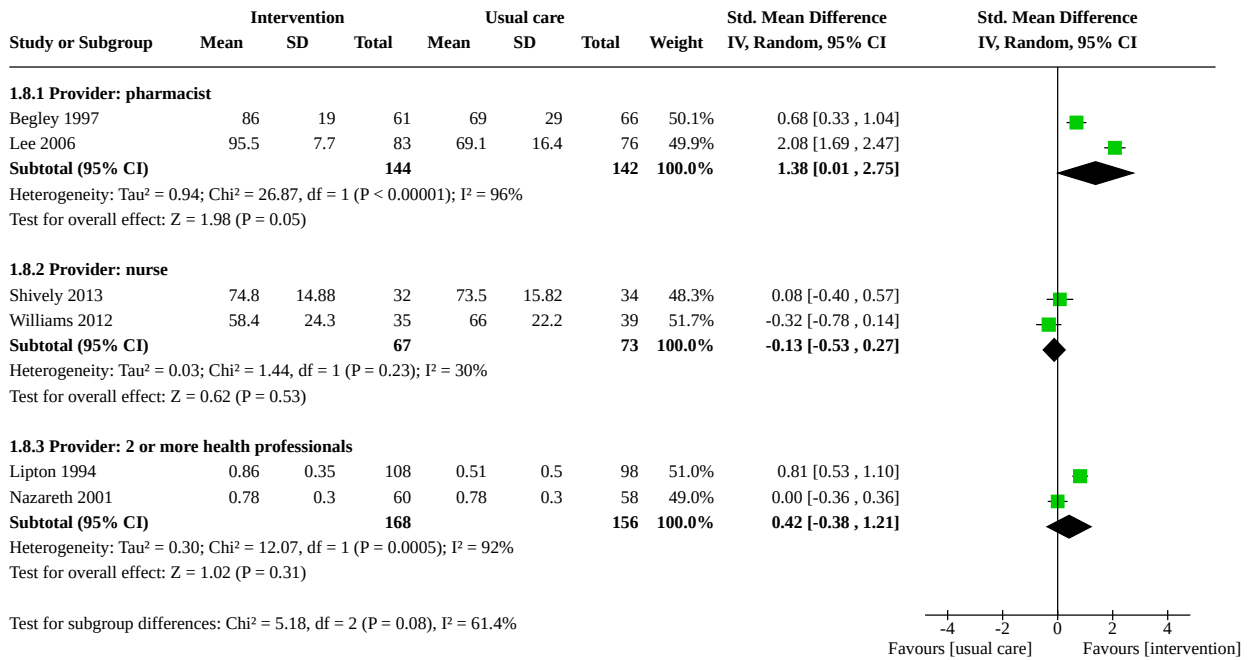 Intervention Usual care Std. Mean Difference Std. Mean Difference
Study or Subgroup Mean SD Total Mean SD Total Weight IV, Random, 95% CI IV, Random, 95% CI
1.8.1 Provider: pharmacist
Begley 1997 86 19 61 69 29 66 50.1% 0.68 [0.33 , 1.04]
Lee 2006 95.5 7.7 83 69.1 16.4 76 49.9% 2.08 [1.69 , 2.47]
Subtotal (95% CI) 144 142 100.0% 1.38 [0.01 , 2.75]
Heterogeneity: Tau² = 0.94; Chi² = 26.87, df = 1 (P < 0.00001); I² = 96%
Test for overall effect: Z = 1.98 (P = 0.05)
1.8.2 Provider: nurse
Shively 2013 74.8 14.88 32 73.5 15.82 34 48.3% 0.08 [-0.40 , 0.57]
Williams 2012 58.4 24.3 35 66 22.2 39 51.7% -0.32 [-0.78 , 0.14]
Subtotal (95% CI) 67 73 100.0% -0.13 [-0.53 , 0.27]
Heterogeneity: Tau² = 0.03; Chi² = 1.44, df = 1 (P = 0.23); I² = 30%
Test for overall effect: Z = 0.62 (P = 0.53)
1.8.3 Provider: 2 or more health professionals
Lipton 1994 0.86 0.35 108 0.51 0.5 98 51.0% 0.81 [0.53 , 1.10]
Nazareth 2001 0.78 0.3 60 0.78 0.3 58 49.0% 0.00 [-0.36 , 0.36]
Subtotal (95% CI) 168 156 100.0% 0.42 [-0.38 , 1.21]
Heterogeneity: Tau² = 0.30; Chi² = 12.07, df = 1 (P = 0.0005); I² = 92%
Test for overall effect: Z = 1.02 (P = 0.31)
Test for subgroup differences: Chi² = 5.18, df = 2 (P = 0.08), I² = 61.4%
-4 -2 0 2 4
Favours [usual care] Favours [intervention]